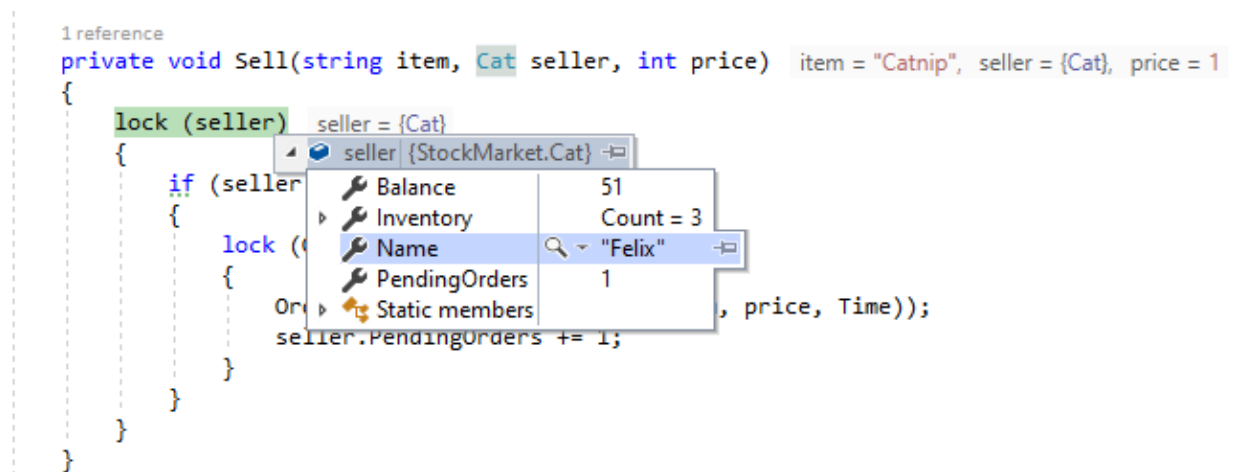 1 reference
private void Sell(string item, Cat seller, int price) item = "Catnip", seller = {Cat}, price = 1
{
lock (seller) seller = {Cat}
{ seller {StockMarket.Cat}
if (seller Balance 51
{ Inventory Count = 3
lock ( Name "Felix"
{ PendingOrders 1
Static members , price, Time));
seller.PendingOrders += 1;
}
}
}
}